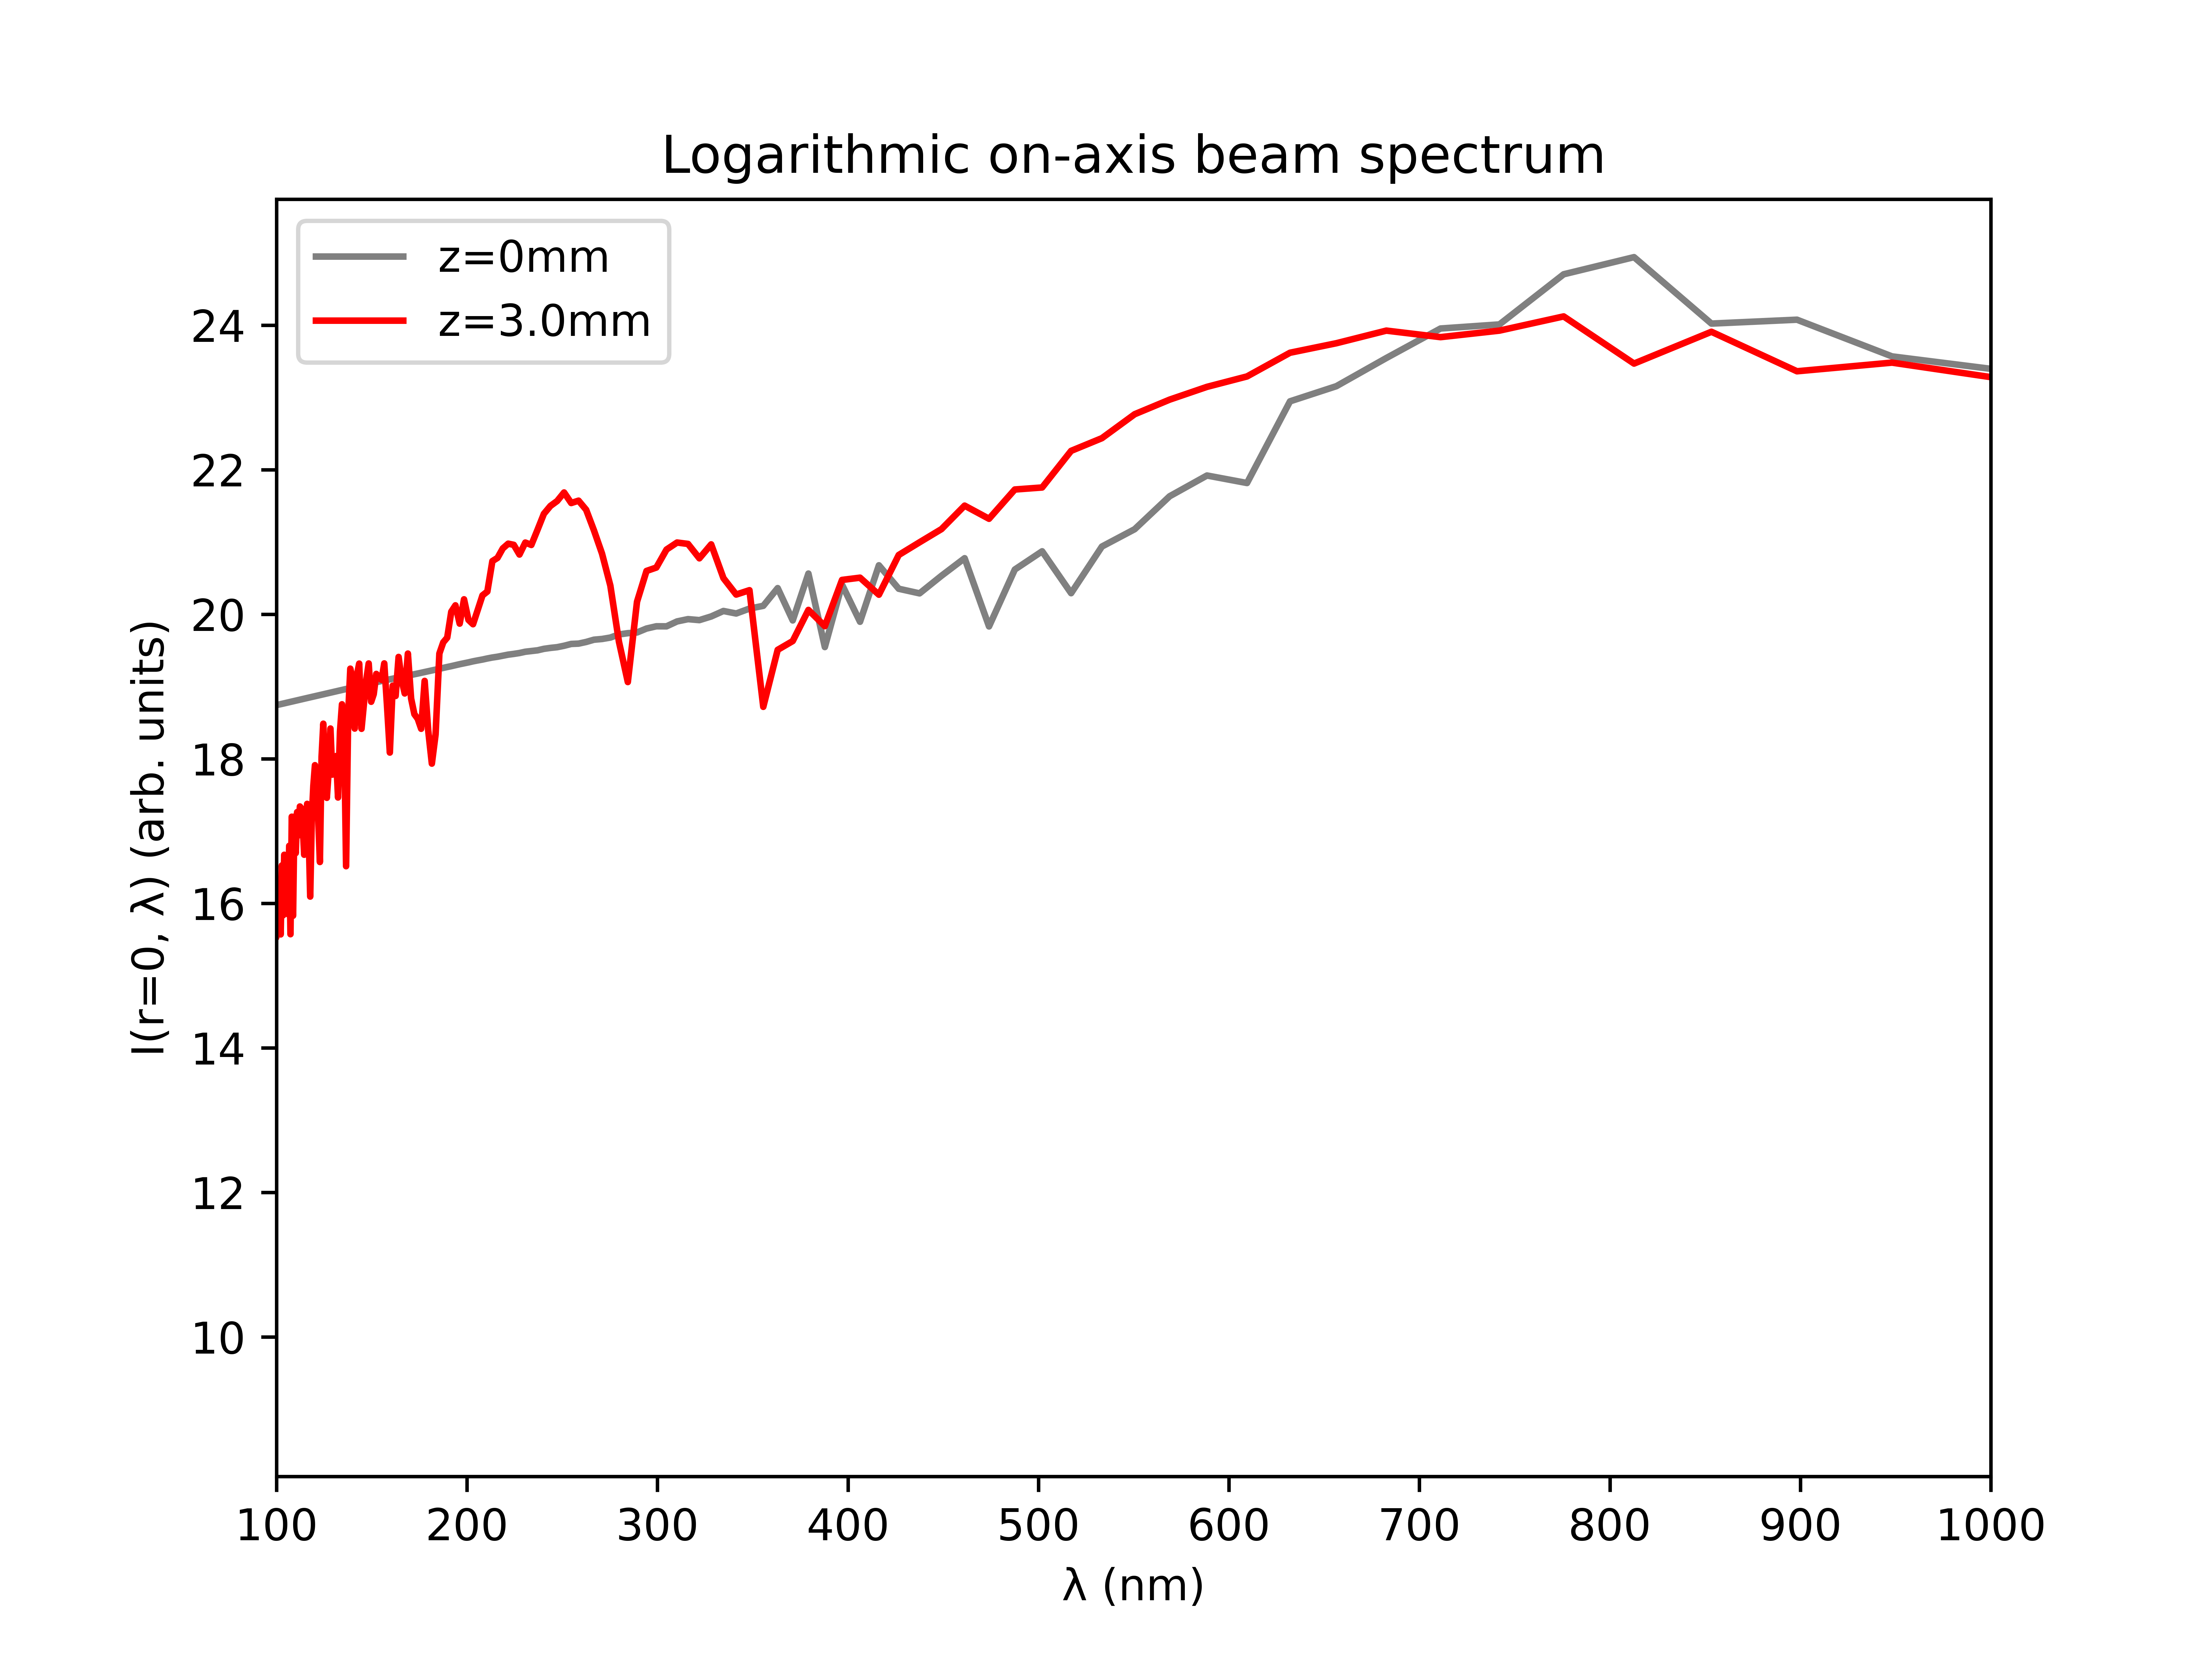 Logarithmic on-axis beam spectrum
z=0mm
z=3.0mm
I(r=0, λ) (arb. units)
24
22
20
18
16
14
12
10
100 200 300 400 500 600 700 800 900 1000
λ (nm)